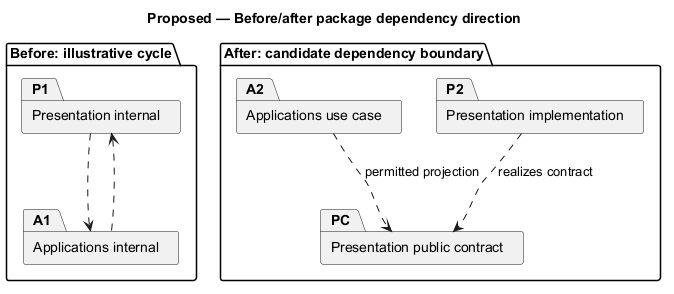 Proposed — Before/after package dependency direction
Before: illustrative cycle
P1
Presentation internal
A1
Applications internal
After: candidate dependency boundary
A2
Applications use case
P2
Presentation implementation
permitted projection
realizes contract
PC
Presentation public contract